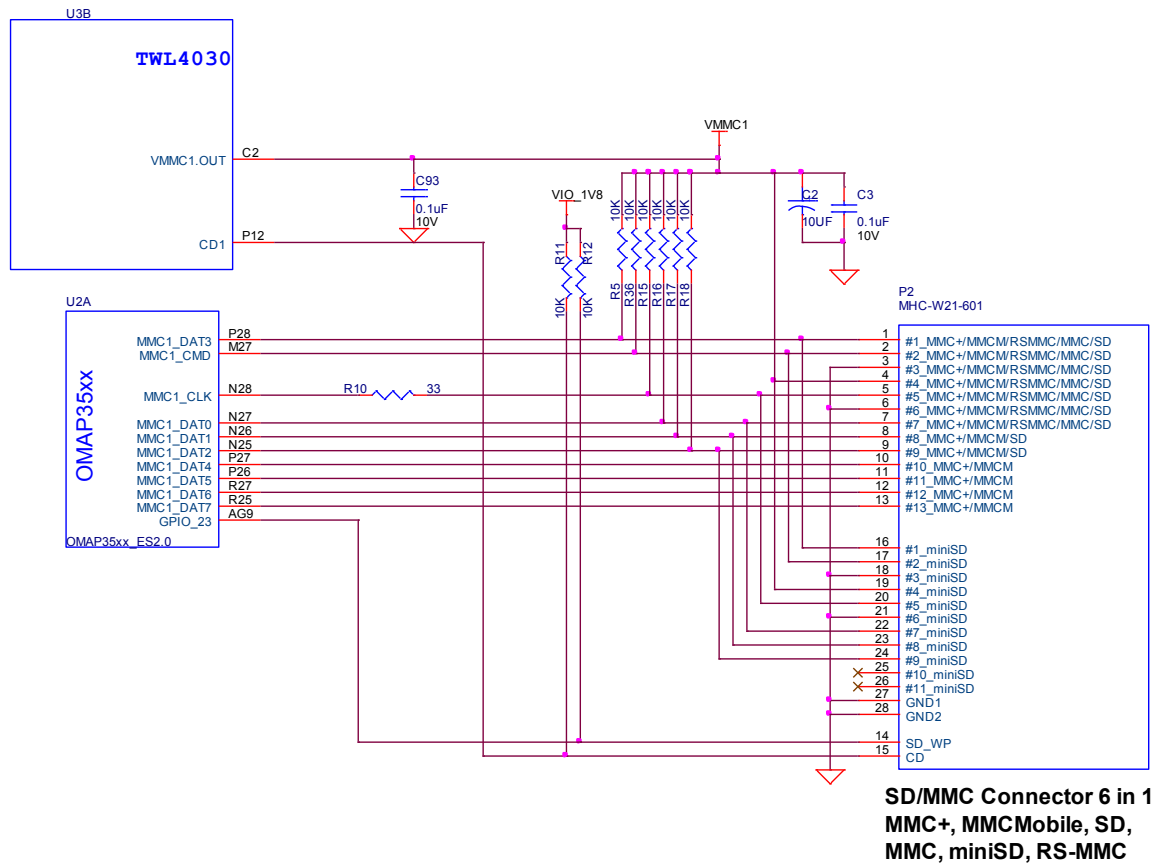 U3B
TWL4030
VMMC1.OUT C2
CD1 P12
C93
0.1uF
10V
VIO_1V8
R11
R12
10K
10K
VMMC1
10K
10K
10K
10K
10K
10K
R5
R36
R15
R16
R17
R18
C2
10UF
C3
0.1uF
10V
U2A
OMAP35xx
MMC1_DAT3 P28
MMC1_CMD M27
MMC1_CLK N28
MMC1_DAT0 N27
MMC1_DAT1 N26
MMC1_DAT2 N25
MMC1_DAT4 P27
MMC1_DAT5 P26
MMC1_DAT6 R27
MMC1_DAT7 R25
GPIO_23 AG9
OMAP35xx_ES2.0
R10 33
P2
MHC-W21-601
1 #1_MMC+/MMCM/RSMMC/MMC/SD
2 #2_MMC+/MMCM/RSMMC/MMC/SD
3 #3_MMC+/MMCM/RSMMC/MMC/SD
4 #4_MMC+/MMCM/RSMMC/MMC/SD
5 #5_MMC+/MMCM/RSMMC/MMC/SD
6 #6_MMC+/MMCM/RSMMC/MMC/SD
7 #7_MMC+/MMCM/RSMMC/MMC/SD
8 #8_MMC+/MMCM/SD
9 #9_MMC+/MMCM/SD
10 #10_MMC+/MMCM
11 #11_MMC+/MMCM
12 #12_MMC+/MMCM
13 #13_MMC+/MMCM
16 #1_miniSD
17 #2_miniSD
18 #3_miniSD
19 #4_miniSD
20 #5_miniSD
21 #6_miniSD
22 #7_miniSD
23 #8_miniSD
24 #9_miniSD
25 #10_miniSD
26 #11_miniSD
27 GND1
28 GND2
14 SD_WP
15 CD
SD/MMC Connector 6 in 1
MMC+, MMCMobile, SD,
MMC, miniSD, RS-MMC